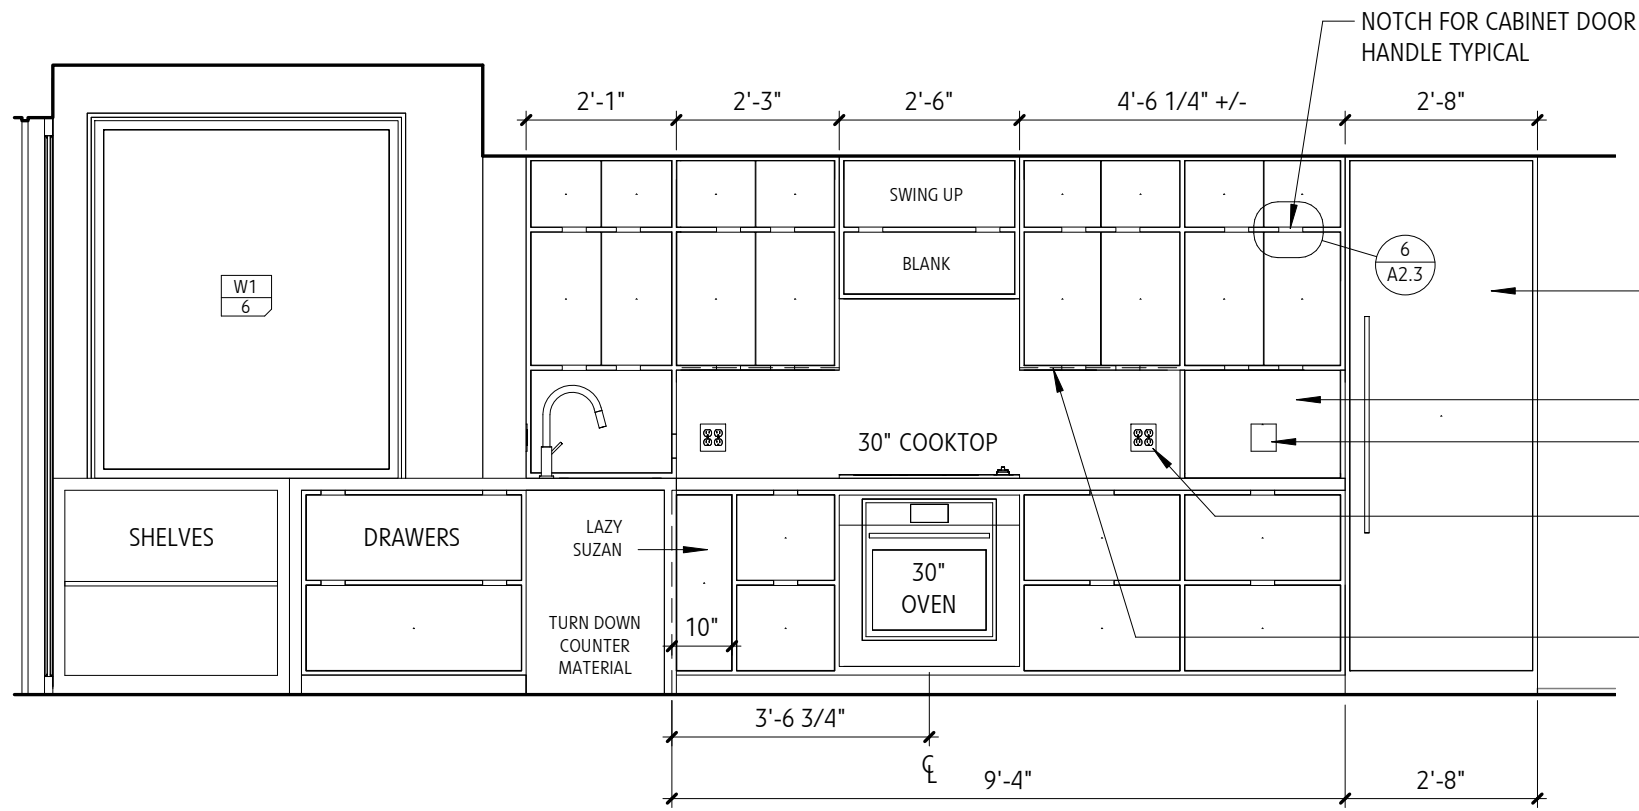 NOTCH FOR CABINET DOOR
HANDLE TYPICAL
2'-1"
2'-3"
2'-6"
4'-6 1/4" +/-
2'-8"
SWING UP
BLANK
6
A2.3
W1
6
30" COOKTOP
SHELVES
DRAWERS
LAZY
SUZAN
30"
OVEN
TURN DOWN
COUNTER
MATERIAL
10"
3'-6 3/4"
℄
9'-4"
2'-8"